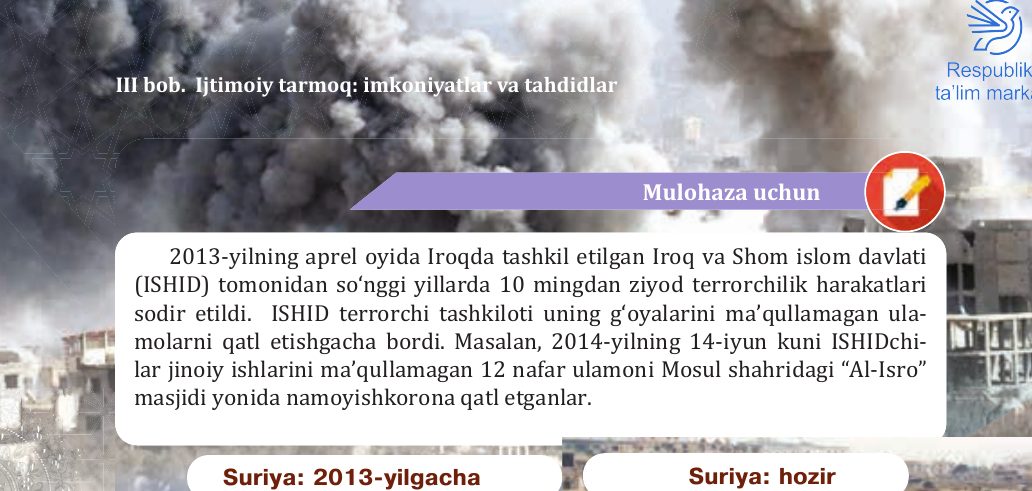 III bob. Ijtimoiy tarmoq: imkoniyatlar va tahdidlar
Respublik
ta’lim marka
Mulohaza uchun
2013-yilning aprel oyida Iroqda tashkil etilgan Iroq va Shom islom davlati
(ISHID) tomonidan so‘nggi yillarda 10 mingdan ziyod terrorchilik harakatlari
sodir etildi. ISHID terrorchi tashkiloti uning g‘oyalarini ma’qullamagan ula-
molarni qatl etishgacha bordi. Masalan, 2014-yilning 14-iyun kuni ISHIDchi-
lar jinoiy ishlarini ma’qullamagan 12 nafar ulamoni Mosul shahridagi “Al-Isro”
masjidi yonida namoyishkorona qatl etganlar.
Suriya: 2013-yilgacha
Suriya: hozir